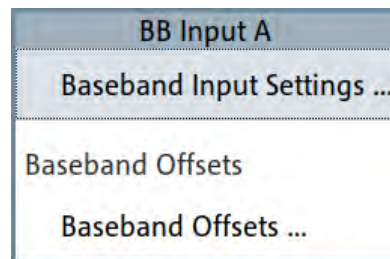 BB Input A
Baseband Input Settings ...
Baseband Offsets
Baseband Offsets ...